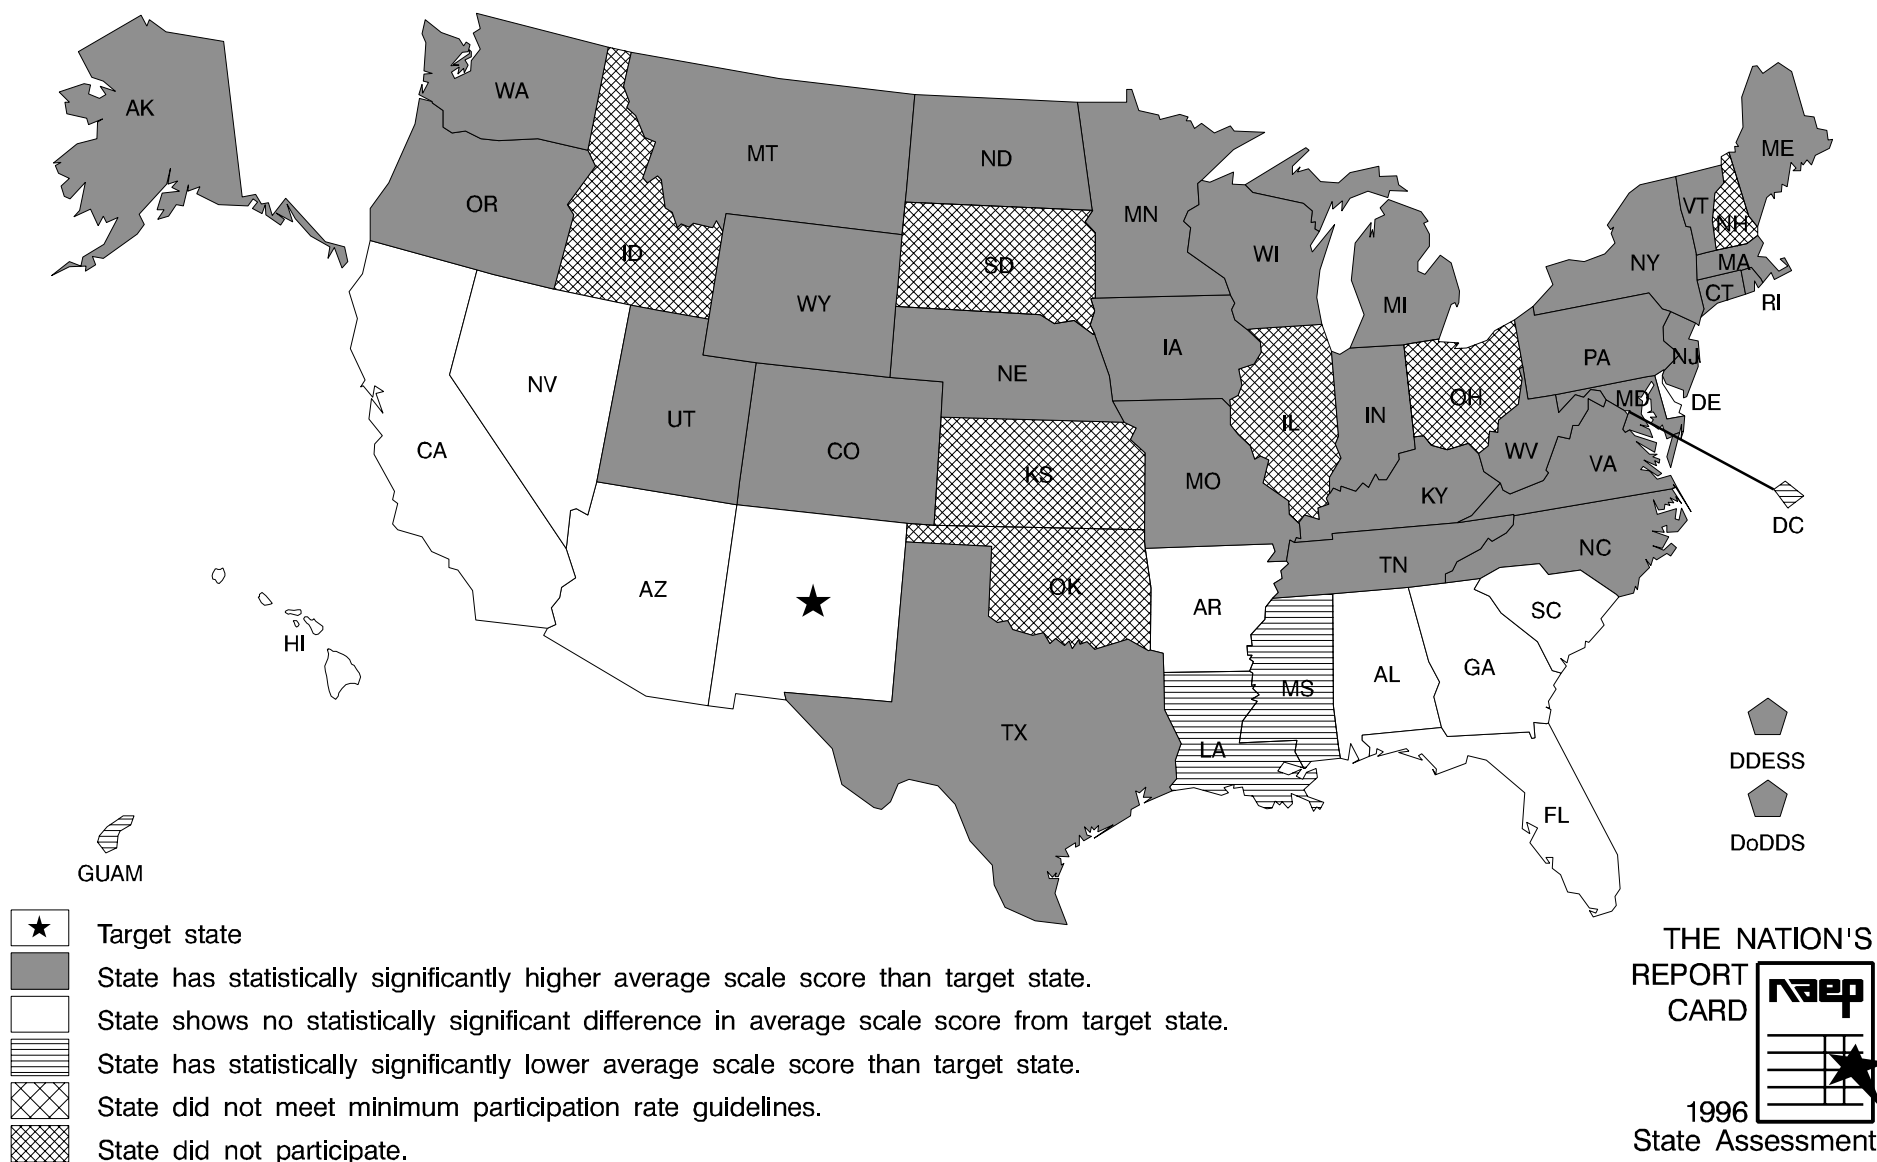 AK
WA
MT
ND
MN
ME
OR
ID
SD
WI
VT
NH
NY
MA
CT
RI
WY
MI
IA
NE
PA
NJ
NV
UT
CO
CA
KS
MO
IL
IN
OH
MD
DE
WV
VA
KY
DC
NC
TN
AZ
OK
AR
SC
HI
MS
AL
GA
TX
LA
FL
DDESS
DoDDS
GUAM
Target state
State has statistically significantly higher average scale score than target state.
State shows no statistically significant difference in average scale score from target state.
State has statistically significantly lower average scale score than target state.
State did not meet minimum participation rate guidelines.
State did not participate.
THE NATION'S
REPORT
CARD
naep
1996
State Assessment